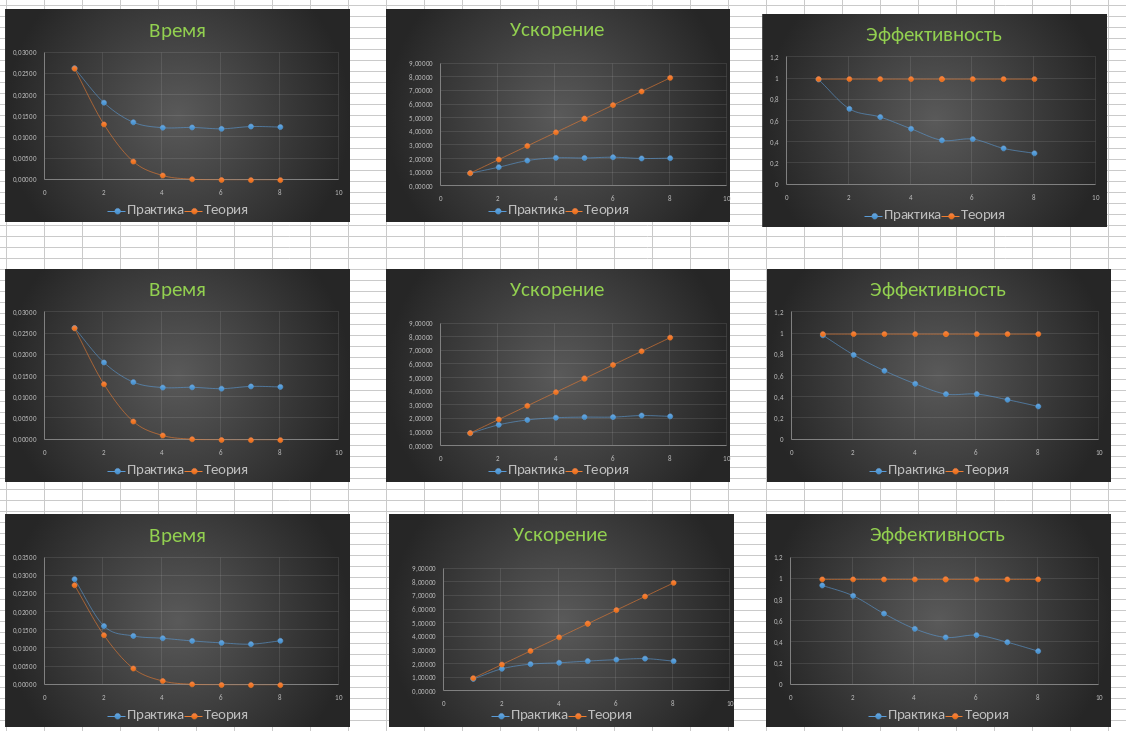 Время
0,03000
0,02500
0,02000
0,01500
0,01000
0,00500
0,00000
0 2 4 6 8 10
Практика Теория
Ускорение
9,00000
8,00000
7,00000
6,00000
5,00000
4,00000
3,00000
2,00000
1,00000
0,00000
0 2 4 6 8 10
Практика Теория
Эффективность
1,2
1
0,8
0,6
0,4
0,2
0
0 2 4 6 8 10
Практика Теория
Время
0,03000
0,02500
0,02000
0,01500
0,01000
0,00500
0,00000
0 2 4 6 8 10
Практика Теория
Ускорение
9,00000
8,00000
7,00000
6,00000
5,00000
4,00000
3,00000
2,00000
1,00000
0,00000
0 2 4 6 8 10
Практика Теория
Эффективность
1,2
1
0,8
0,6
0,4
0,2
0
0 2 4 6 8 10
Практика Теория
Время
0,03500
0,03000
0,02500
0,02000
0,01500
0,01000
0,00500
0,00000
0 2 4 6 8 10
Практика Теория
Ускорение
9,00000
8,00000
7,00000
6,00000
5,00000
4,00000
3,00000
2,00000
1,00000
0,00000
0 2 4 6 8 10
Практика Теория
Эффективность
1,2
1
0,8
0,6
0,4
0,2
0
0 2 4 6 8 10
Практика Теория